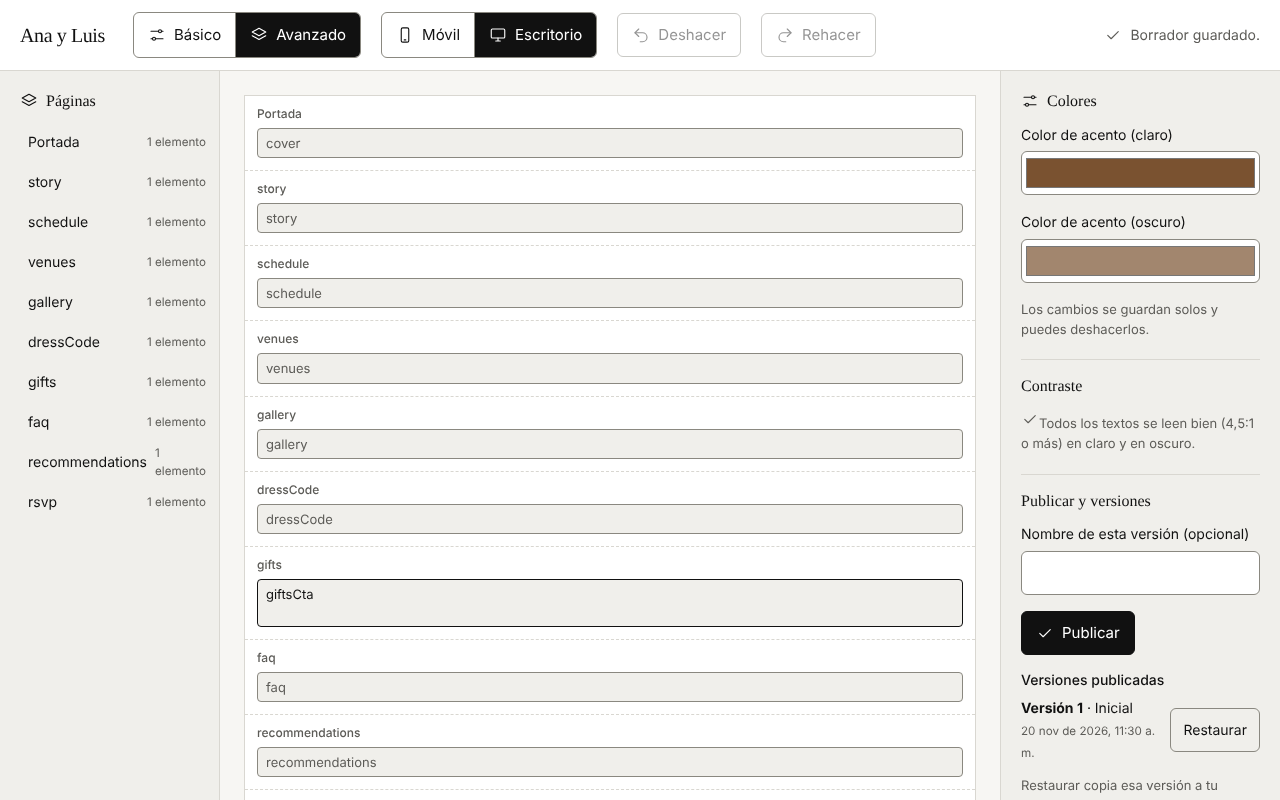 Ana y Luis
Básico
Avanzado
Móvil
Escritorio
Deshacer
Rehacer
Borrador guardado.
Páginas
Portada 1 elemento
story 1 elemento
schedule 1 elemento
venues 1 elemento
gallery 1 elemento
dressCode 1 elemento
gifts 1 elemento
faq 1 elemento
recommendations 1 elemento
rsvp 1 elemento
Portada
cover
story
story
schedule
schedule
venues
venues
gallery
gallery
dressCode
dressCode
gifts
giftsCta
faq
faq
recommendations
recommendations
Colores
Color de acento (claro)
Color de acento (oscuro)
Los cambios se guardan solos y
puedes deshacerlos.
Contraste
Todos los textos se leen bien (4,5:1
o más) en claro y en oscuro.
Publicar y versiones
Nombre de esta versión (opcional)
Publicar
Versiones publicadas
Versión 1 · Inicial
20 nov de 2026, 11:30 a.
m.
Restaurar
Restaurar copia esa versión a tu